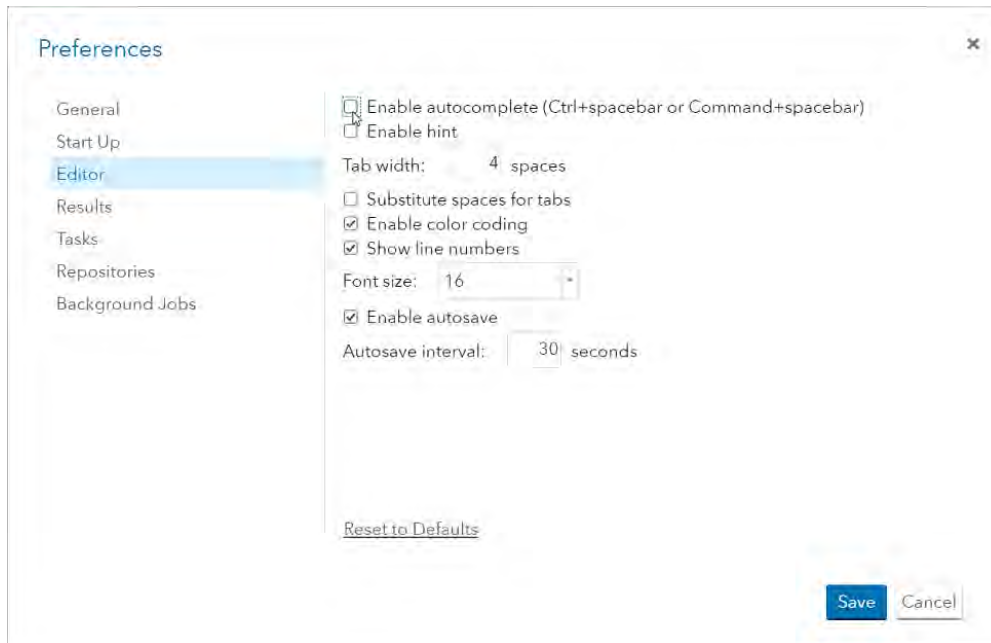 Preferences
General
Start Up
Editor
Results
Tasks
Repositories
Background Jobs
Enable autocomplete (Ctrl+spacebar or Command+spacebar)
Enable hint
Tab width: 4 spaces
Substitute spaces for tabs
Enable color coding
Show line numbers
Font size: 16
Enable autosave
Autosave interval: 30 seconds
Reset to Defaults
Save Cancel